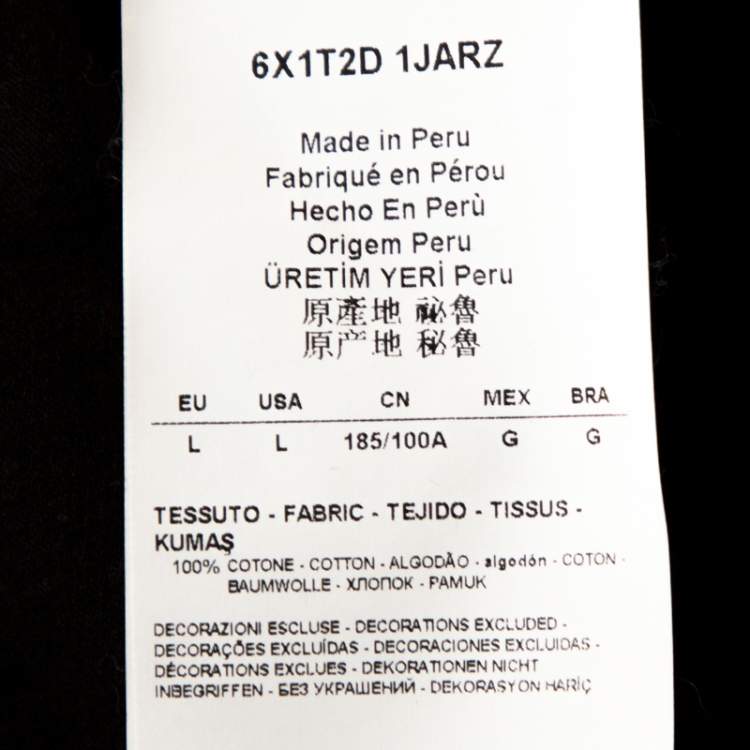 6X1T2D 1JARZ
Made in Peru
Fabriqué en Pérou
Hecho En Perù
Origem Peru
ÜRETİM YERİ Peru
原產地 祕魯
原产地 秘魯
EU USA CN MEX BRA
L L 185/100A G G
TESSUTO - FABRIC - TEJIDO - TISSUS -
KUMAŞ
100% COTONE - COTTON - ALGODÃO - algodón - COTON -
BAUMWOLLE - ХЛОПОК - PAMUK
DECORAZIONI ESCLUSE - DECORATIONS EXCLUDED -
DECORAÇÕES EXCLUÍDAS - DECORACIONES EXCLUIDAS -
DÉCORATIONS EXCLUES - DEKORATIONEN NICHT
INBEGRIFFEN - БЕЗ УКРАШЕНИЙ - DEKORASYON HARİÇ